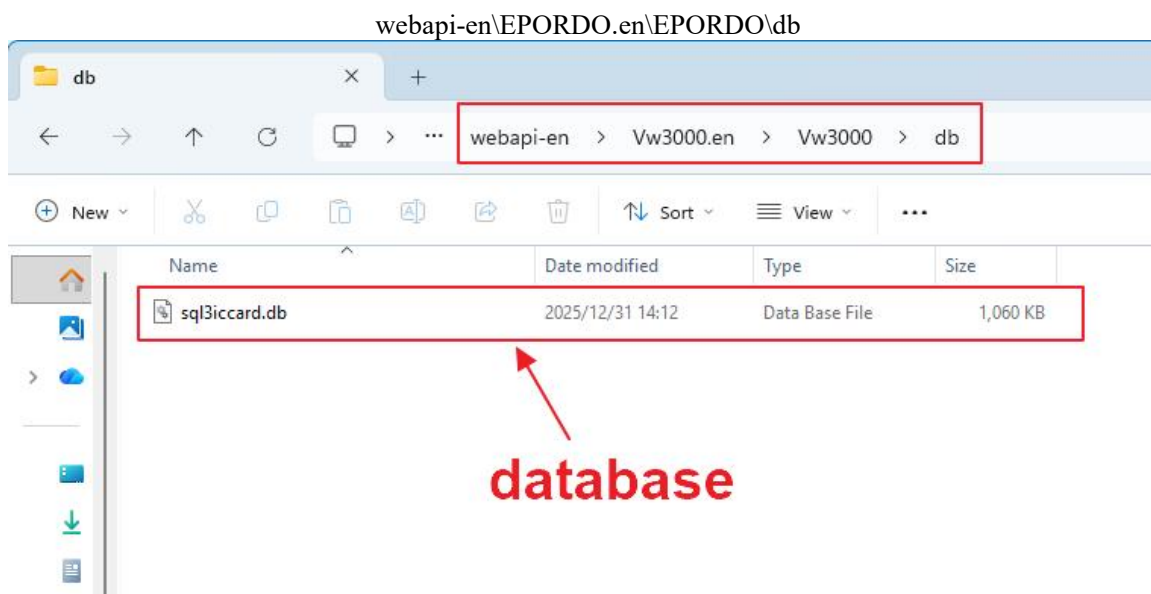 webapi-en\EPORDO.en\EPORDO\db
db
webapi-en > Vw3000.en > Vw3000 > db
New Sort View
Name Date modified Type Size
sql3iccard.db 2025/12/31 14:12 Data Base File 1,060 KB
database